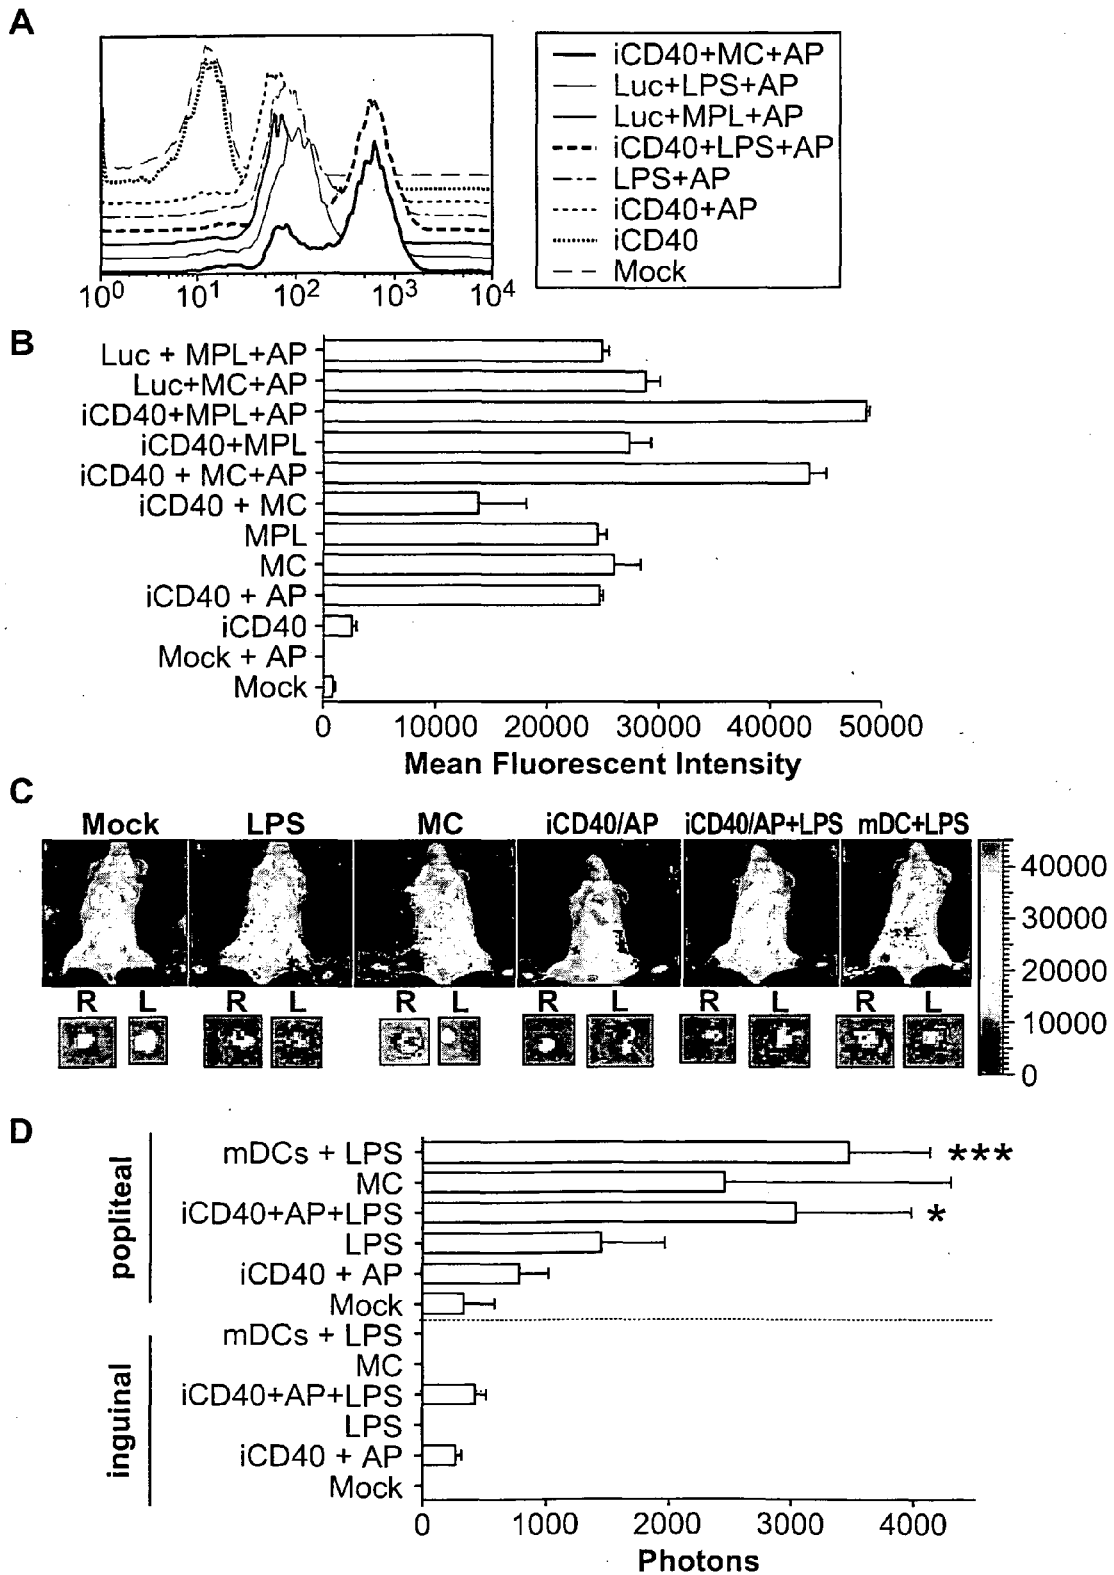 A
iCD40+MC+AP
Luc+LPS+AP
Luc+MPL+AP
iCD40+LPS+AP
LPS+AP
iCD40+AP
iCD40
Mock
10⁰ 10¹ 10² 10³ 10⁴
B
Luc + MPL+AP
Luc+MC+AP
iCD40+MPL+AP
iCD40+MPL
iCD40 + MC+AP
iCD40 + MC
MPL
MC
iCD40 + AP
iCD40
Mock + AP
Mock
0 10000 20000 30000 40000 50000
Mean Fluorescent Intensity
C
Mock LPS MC iCD40/AP iCD40/AP+LPS mDC+LPS
40000
30000
20000
10000
0
R L R L R L R L R L R L
D
popliteal
mDCs + LPS ***
MC
iCD40+AP+LPS *
LPS
iCD40 + AP
Mock
inguinal
mDCs + LPS
MC
iCD40+AP+LPS
LPS
iCD40 + AP
Mock
0 1000 2000 3000 4000
Photons